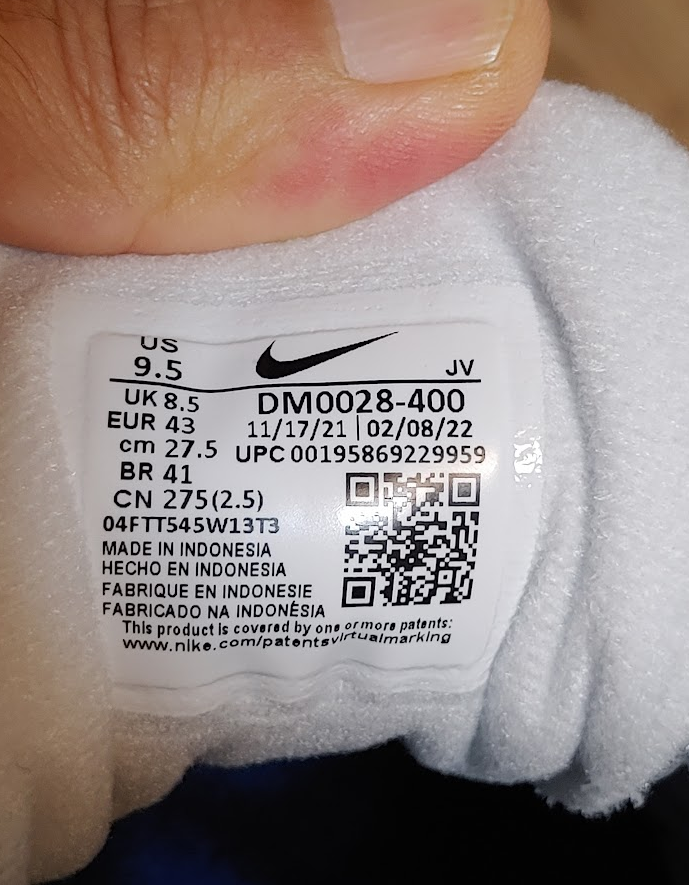 US
9.5
JV
UK 8.5
DM0028-400
EUR 43
11/17/21 | 02/08/22
cm 27.5
UPC 00195869229959
BR 41
CN 275(2.5)
04FTT545W13T3
MADE IN INDONESIA
HECHO EN INDONESIA
FABRIQUE EN INDONESIE
FABRICADO NA INDONÉSIA
This product is covered by one or more patents:
www.nike.com/patentsvirtualmarking